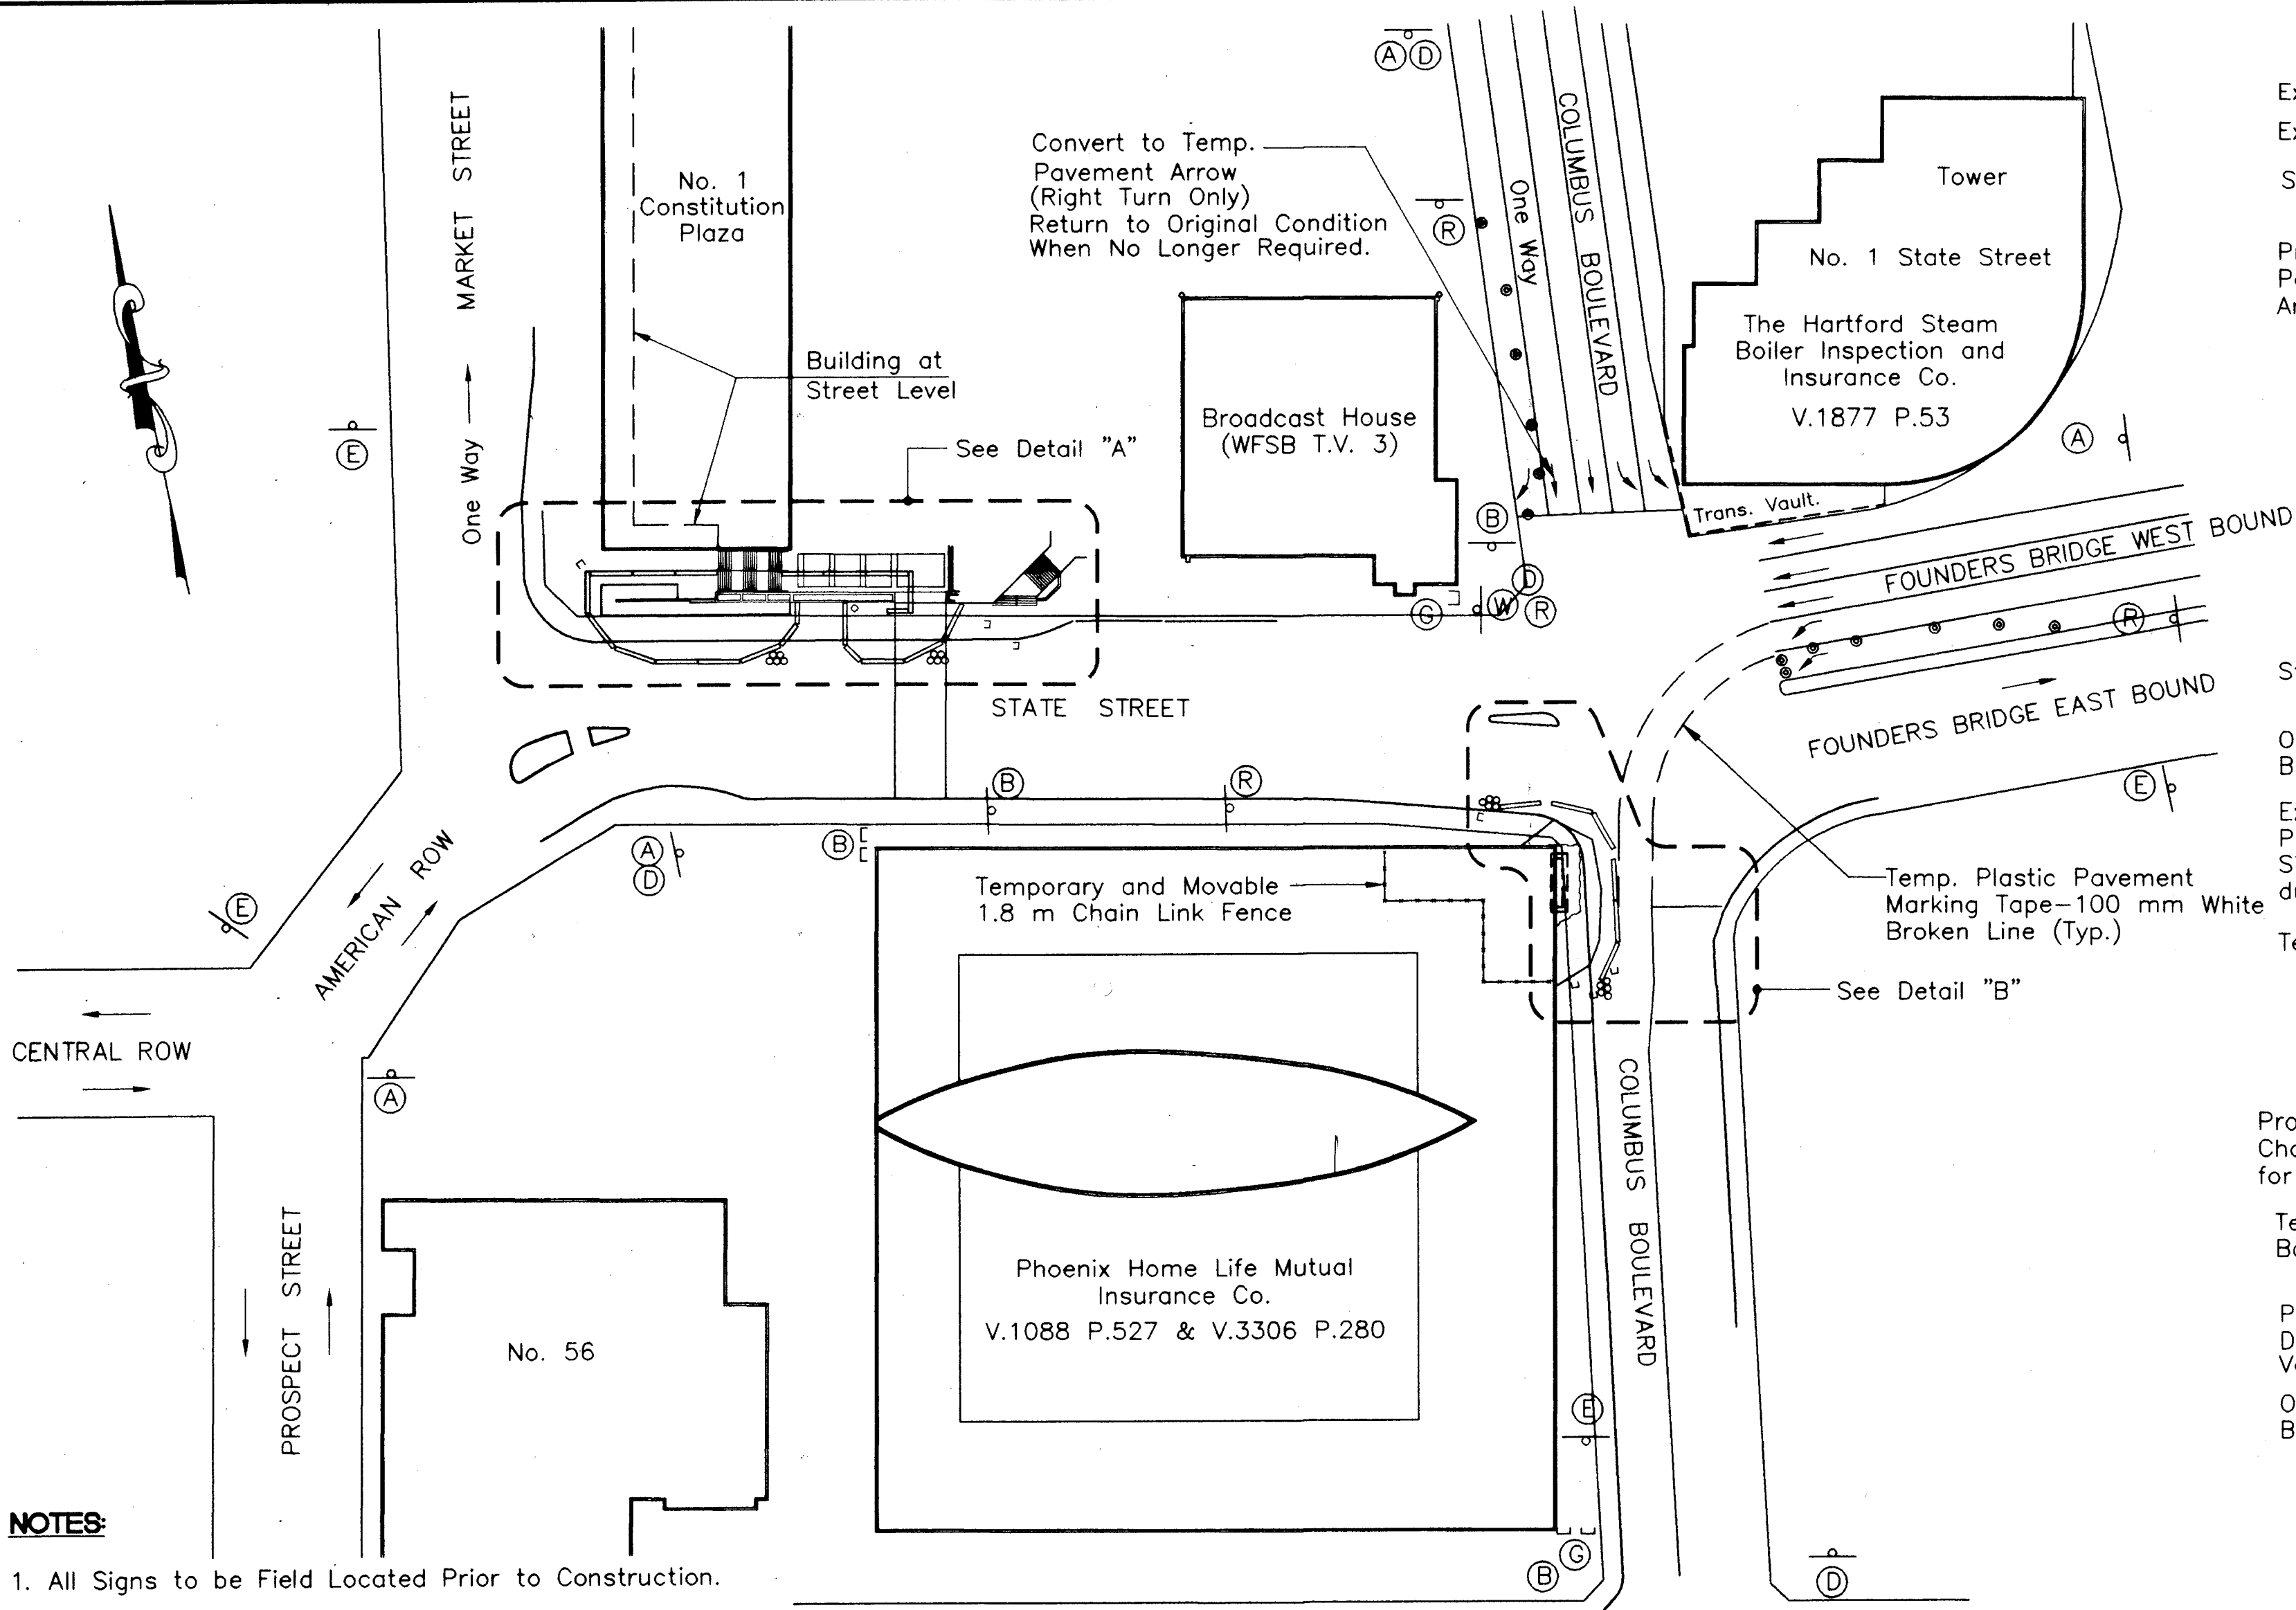 MARKET STREET
One Way
No. 1
Constitution
Plaza
Building at
Street Level
See Detail "A"
Convert to Temp.
Pavement Arrow
(Right Turn Only)
Return to Original Condition
When No Longer Required.
A D
R
One Way
COLUMBUS BOULEVARD
Tower
No. 1 State Street
The Hartford Steam
Boiler Inspection and
Insurance Co.
V.1877 P.53
Trans. Vault.
A
Broadcast House
(WFSB T.V. 3)
B
D
G
W
R
E
FOUNDERS BRIDGE WEST BOUND
R
FOUNDERS BRIDGE EAST BOUND
E
STATE STREET
B
R
A
D
B
E
AMERICAN ROW
Temporary and Movable
1.8 m Chain Link Fence
Temp. Plastic Pavement
Marking Tape-100 mm White
Broken Line (Typ.)
See Detail "B"
CENTRAL ROW
A
PROSPECT STREET
No. 56
Phoenix Home Life Mutual
Insurance Co.
V.1088 P.527 & V.3306 P.280
COLUMBUS BOULEVARD
E
G
B
D
for
NOTES:
1. All Signs to be Field Located Prior to Construction.